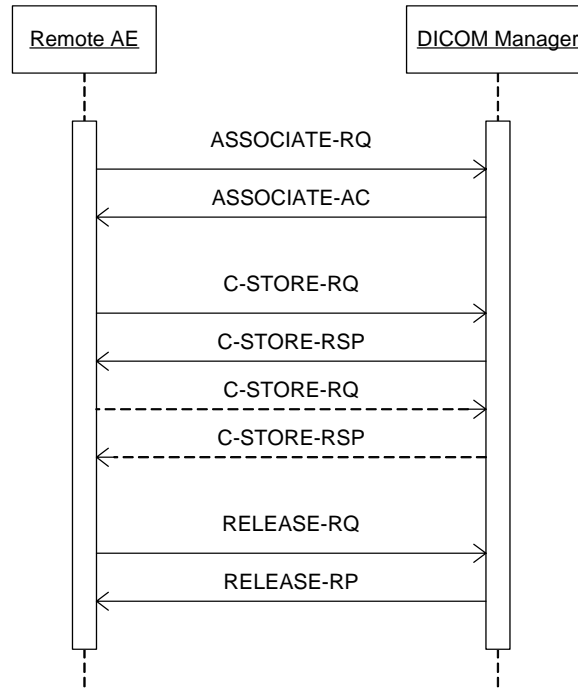 Remote AE
DICOM Manager
ASSOCIATE-RQ
ASSOCIATE-AC
C-STORE-RQ
C-STORE-RSP
C-STORE-RQ
C-STORE-RSP
RELEASE-RQ
RELEASE-RP